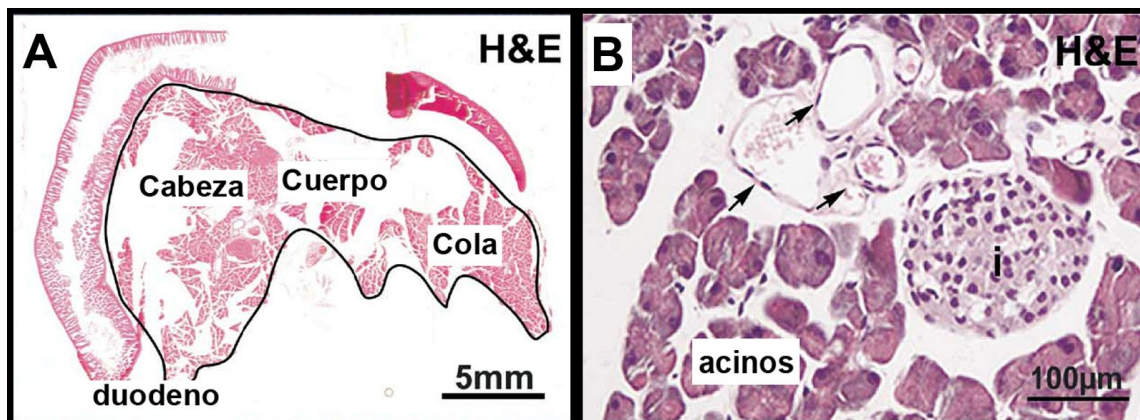 A
H&E
Cabeza
Cuerpo
Cola
duodeno
5mm
B
H&E
i
acinos
100µm